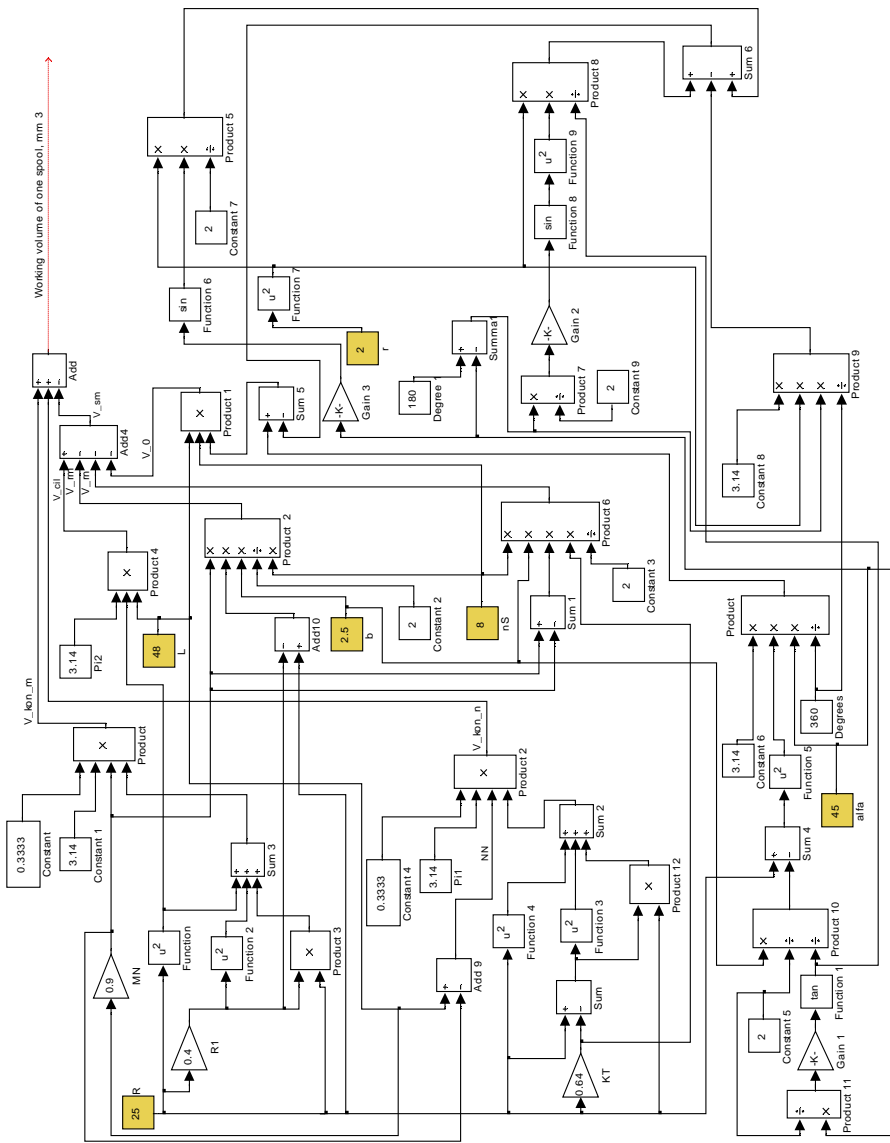 Working volume of one spool, mm 3
0.3333
Constant
V_kon_m
Add
3.14
Constant 1
Product
3.14
Pi2
V_cil
V_m
V_m
V_sm
Add4
0.9
MN
×
Product 4
V_0
25
R
u²
Function
48
L
×
Product 1
sin
Function 6
Product 5
0.4
R1
u²
Function 2
Sum 3
Product 2
2
Constant 7
×
Product 3
Add10
2.5
b
Sum 5
u²
Function 7
-K-
Gain 3
2
r
0.3333
Constant 4
2
Constant 2
180
Degree 1
3.14
Pi1
NN
V_kon_n
×
Product 2
8
nS
Summa1
Add 9
u²
Function 4
Sum 2
Sum 1
Product 6
Product 7
-K-
Gain 2
sin
Function 8
u²
Function 9
Product 8
Sum
u²
Function 3
2
Constant 3
2
Constant 9
0.64
KT
×
Product 12
2
Constant 5
3.14
Constant 6
3.14
Constant 8
Sum 6
Product 11
-K-
Gain 1
tan
Function 1
Product 10
Sum 4
u²
Function 5
Product
360
Degrees
Product 9
45
alfa